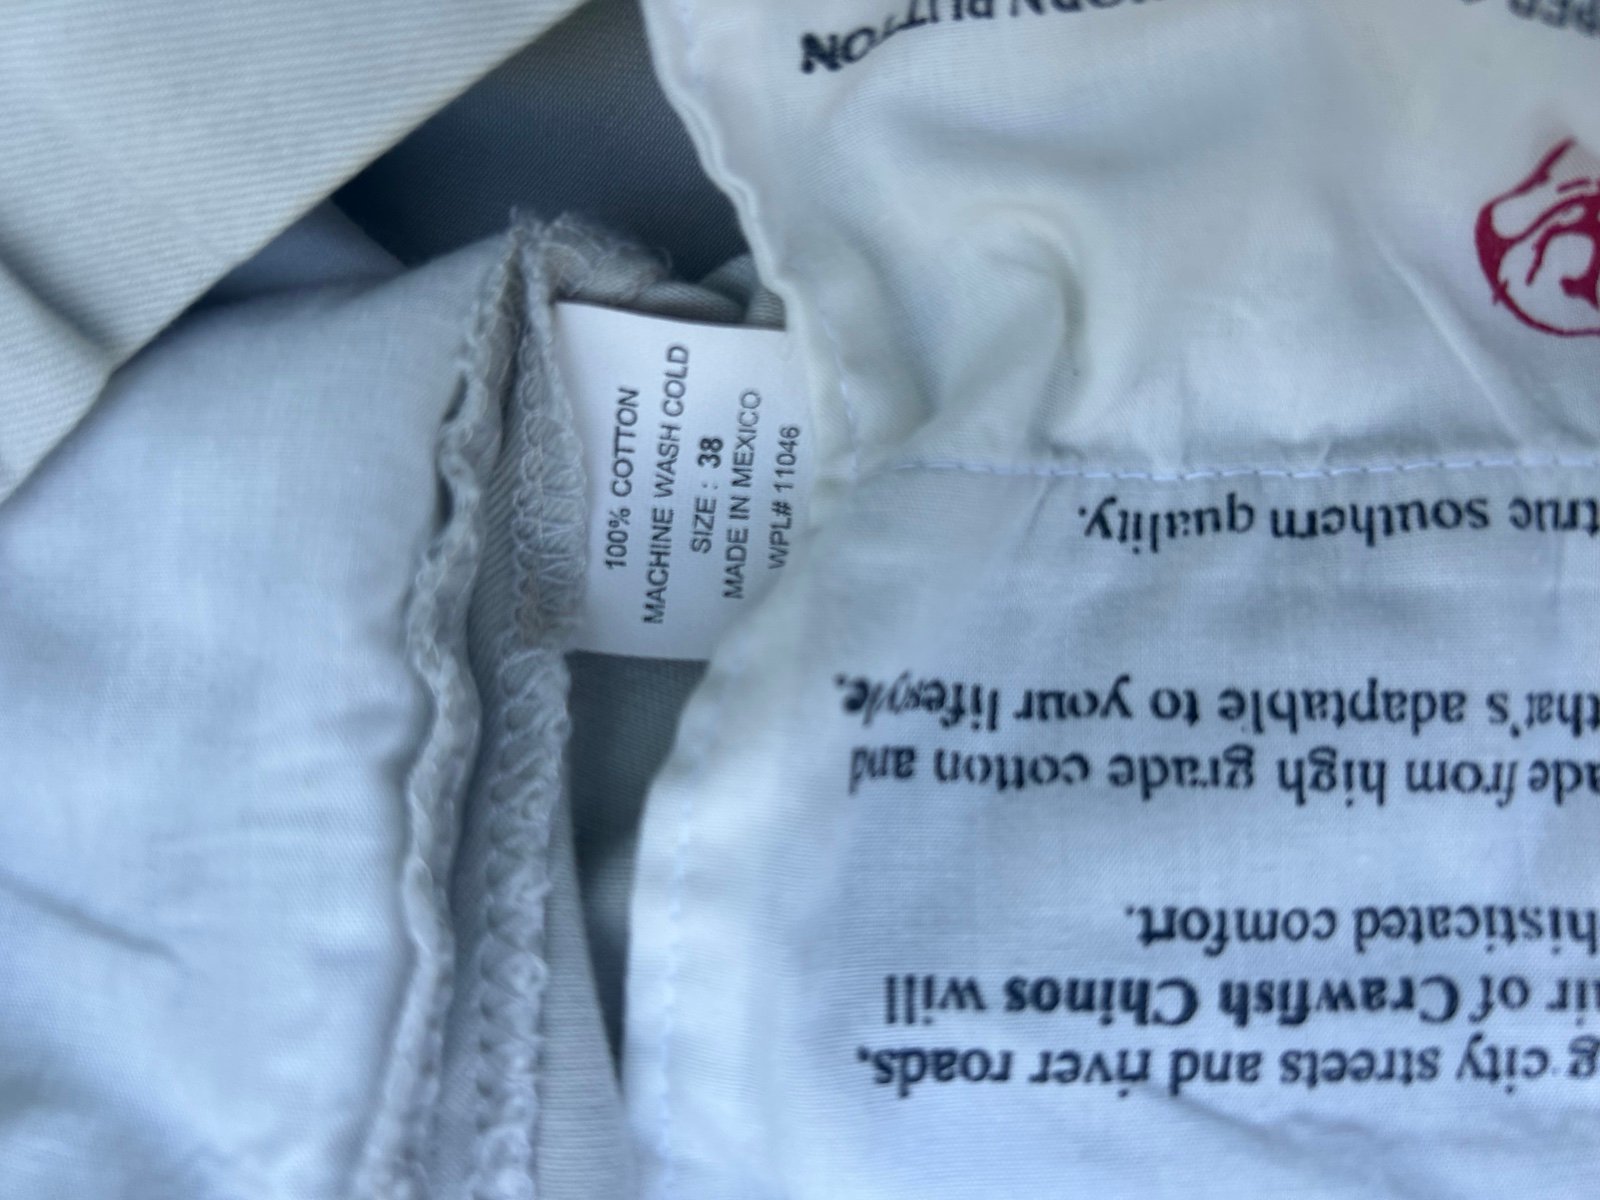 100% COTTON
MACHINE WASH COLD
SIZE : 38
MADE IN MEXICO
WPL# 11046
g city streets and river roads,
ir of Crawfish Chinos will
histicated comfort.
ade from high grade cotton and
that's adaptable to your lifestyle.
true southern quality.
HORN BUTTON